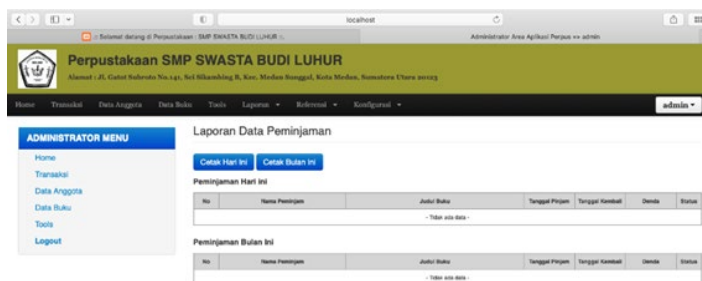 localhost
:: Selamat datang di Perpustakaan : SMP SWASTA BUDI LUHUR ::.
Administrator Area Aplikasi Perpus »» admin
Perpustakaan SMP SWASTA BUDI LUHUR
Alamat : Jl. Gatot Subroto No.141, Sei Sikambing B, Kec. Medan Sunggal, Kota Medan, Sumatera Utara 20123
Home Transaksi Data Anggota Data Buku Tools Laporan Referensi Konfigurasi admin
ADMINISTRATOR MENU
Home
Transaksi
Data Anggota
Data Buku
Tools
Logout
Laporan Data Peminjaman
Cetak Hari Ini Cetak Bulan Ini
Peminjaman Hari ini
No Nama Peminjam Judul Buku Tanggal Pinjam Tanggal Kembali Denda Status
- Tidak ada data -
Peminjaman Bulan Ini
No Nama Peminjam Judul Buku Tanggal Pinjam Tanggal Kembali Denda Status
- Tidak ada data -